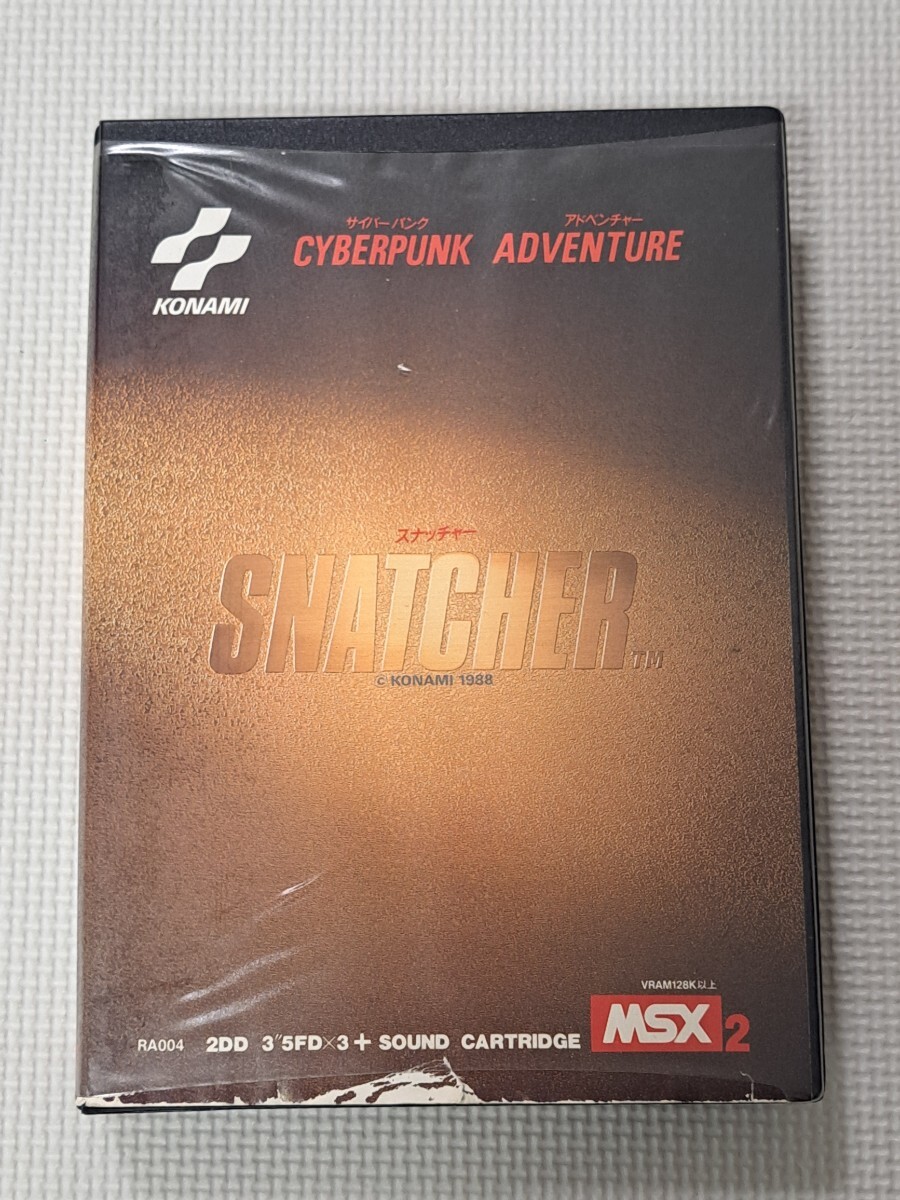 サイバーパンク アドベンチャー
CYBERPUNK ADVENTURE
KONAMI
スナッチャー
SNATCHER TM
© KONAMI 1988
VRAM128K以上
RA004 2DD 3"5FD×3+ SOUND CARTRIDGE MSX2